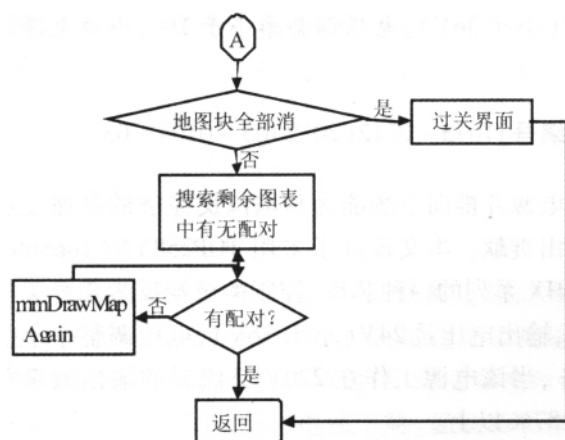 A
地图块全部消
是
过关界面
否
搜索剩余图表
中有无配对
mmDrawMap
Again
否
有配对?
是
返回